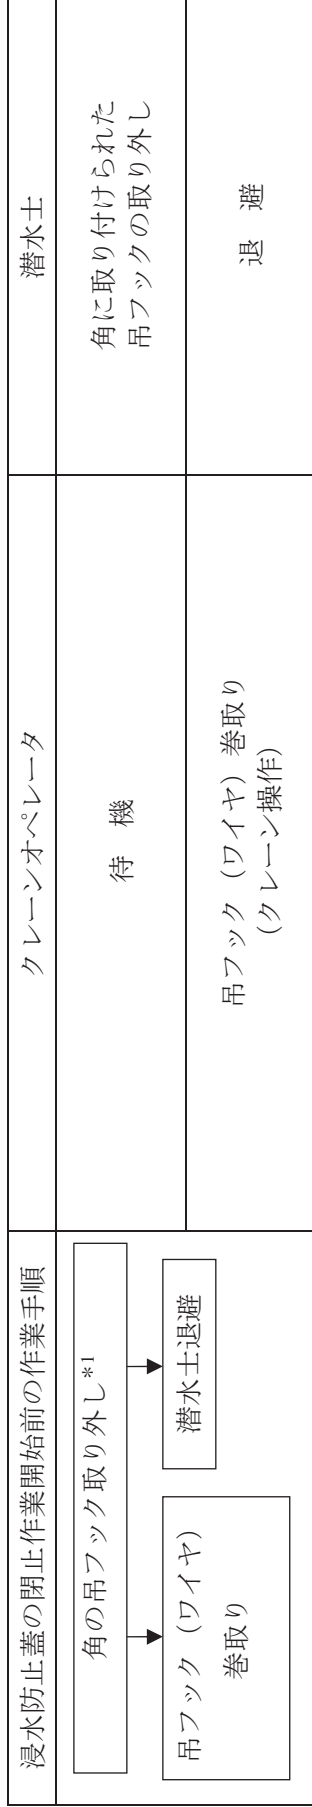 浸水防止蓋の閉止作業開始前の作業手順
クレーンオペレータ
潜水士
角の吊フック取り外し*1
待 機
角に取り付けられた
吊フックの取り外し
吊フック（ワイヤ）
巻取り
潜水士退避
吊フック（ワイヤ）巻取り
（クレーン操作）
退 避